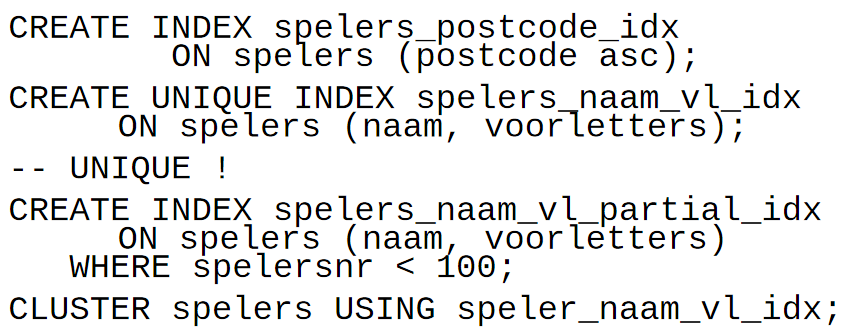 CREATE INDEX spelers_postcode_idx
ON spelers (postcode asc);
CREATE UNIQUE INDEX spelers_naam_vl_idx
ON spelers (naam, voorletters);
-- UNIQUE !
CREATE INDEX spelers_naam_vl_partial_idx
ON spelers (naam, voorletters)
WHERE spelersnr < 100;
CLUSTER spelers USING speler_naam_vl_idx;